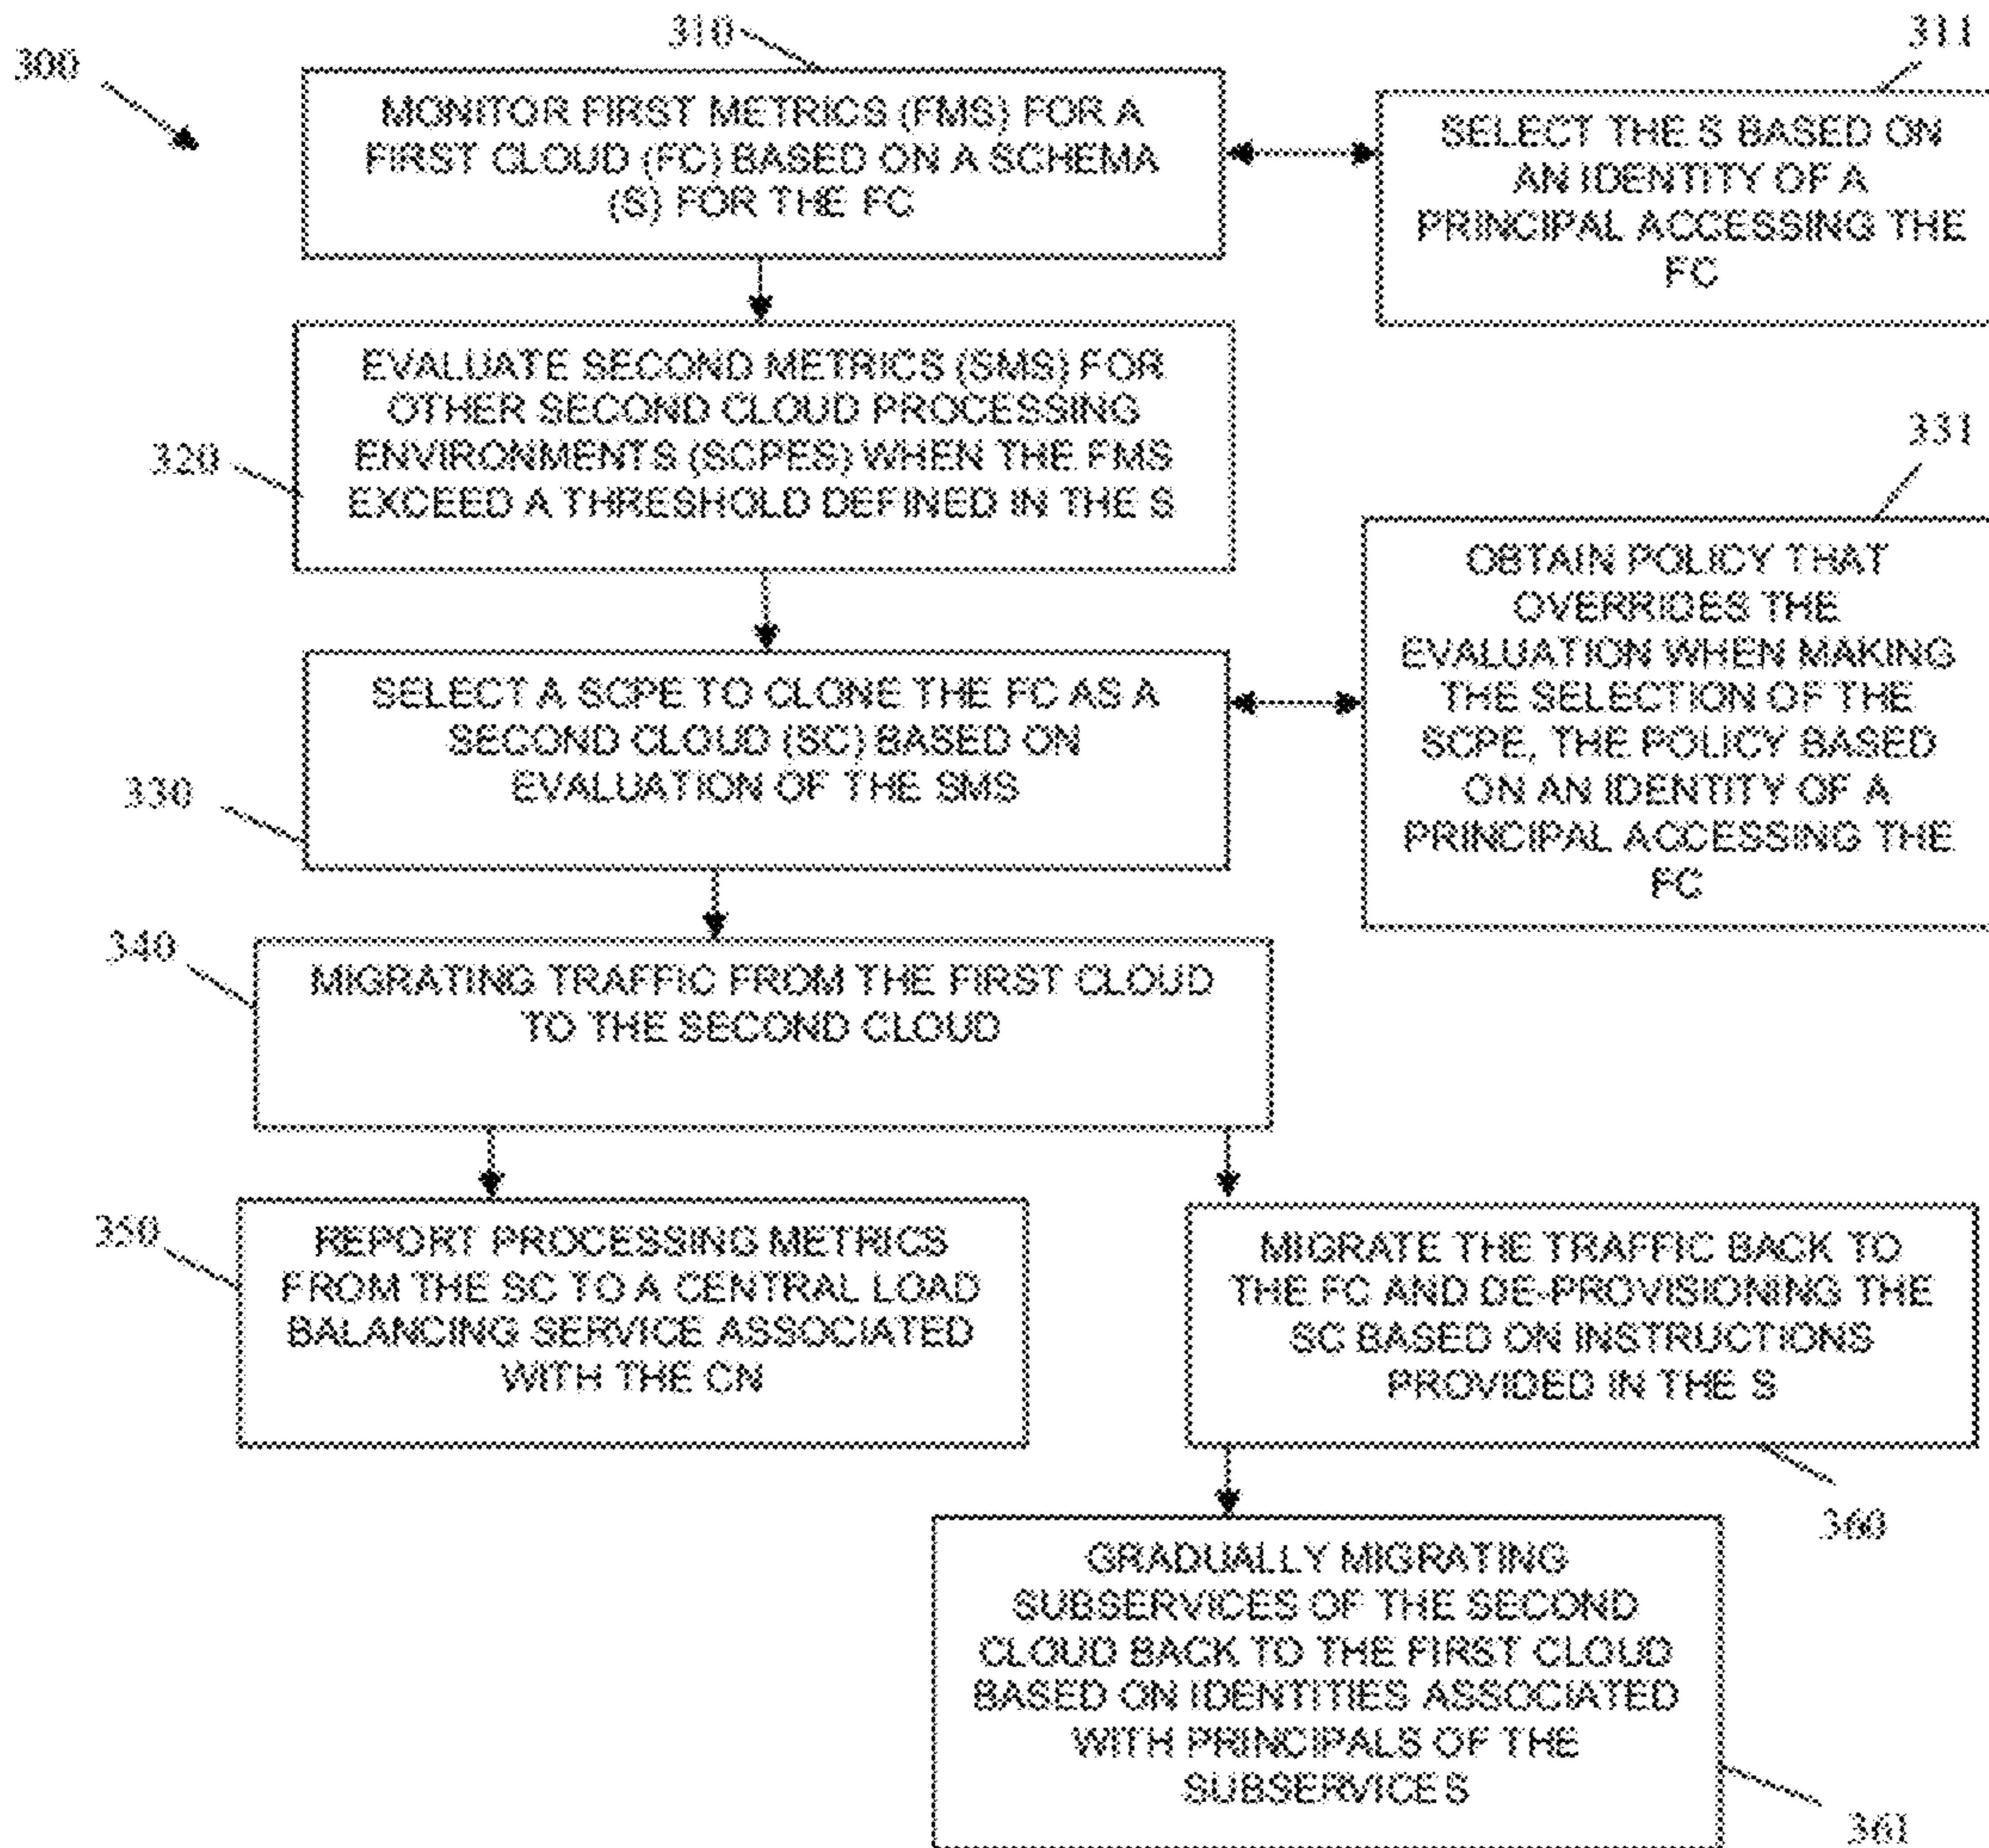 300
310
MONITOR FIRST METRICS (FMS) FOR A
FIRST CLOUD (FC) BASED ON A SCHEMA
(S) FOR THE FC
311
SELECT THE S BASED ON
AN IDENTITY OF A
PRINCIPAL ACCESSING THE
FC
320
EVALUATE SECOND METRICS (SMS) FOR
OTHER SECOND CLOUD PROCESSING
ENVIRONMENTS (SCPES) WHEN THE FMS
EXCEED A THRESHOLD DEFINED IN THE S
331
OBTAIN POLICY THAT
OVERRIDES THE
EVALUATION WHEN MAKING
THE SELECTION OF THE
SCPE, THE POLICY BASED
ON AN IDENTITY OF A
PRINCIPAL ACCESSING THE
FC
330
SELECT A SCPE TO CLONE THE FC AS A
SECOND CLOUD (SC) BASED ON
EVALUATION OF THE SMS
340
MIGRATING TRAFFIC FROM THE FIRST CLOUD
TO THE SECOND CLOUD
350
REPORT PROCESSING METRICS
FROM THE SC TO A CENTRAL LOAD
BALANCING SERVICE ASSOCIATED
WITH THE CN
MIGRATE THE TRAFFIC BACK TO
THE FC AND DE-PROVISIONING THE
SC BASED ON INSTRUCTIONS
PROVIDED IN THE S
360
GRADUALLY MIGRATING
SUBSERVICES OF THE SECOND
CLOUD BACK TO THE FIRST CLOUD
BASED ON IDENTITIES ASSOCIATED
WITH PRINCIPALS OF THE
SUBSERVICES
361